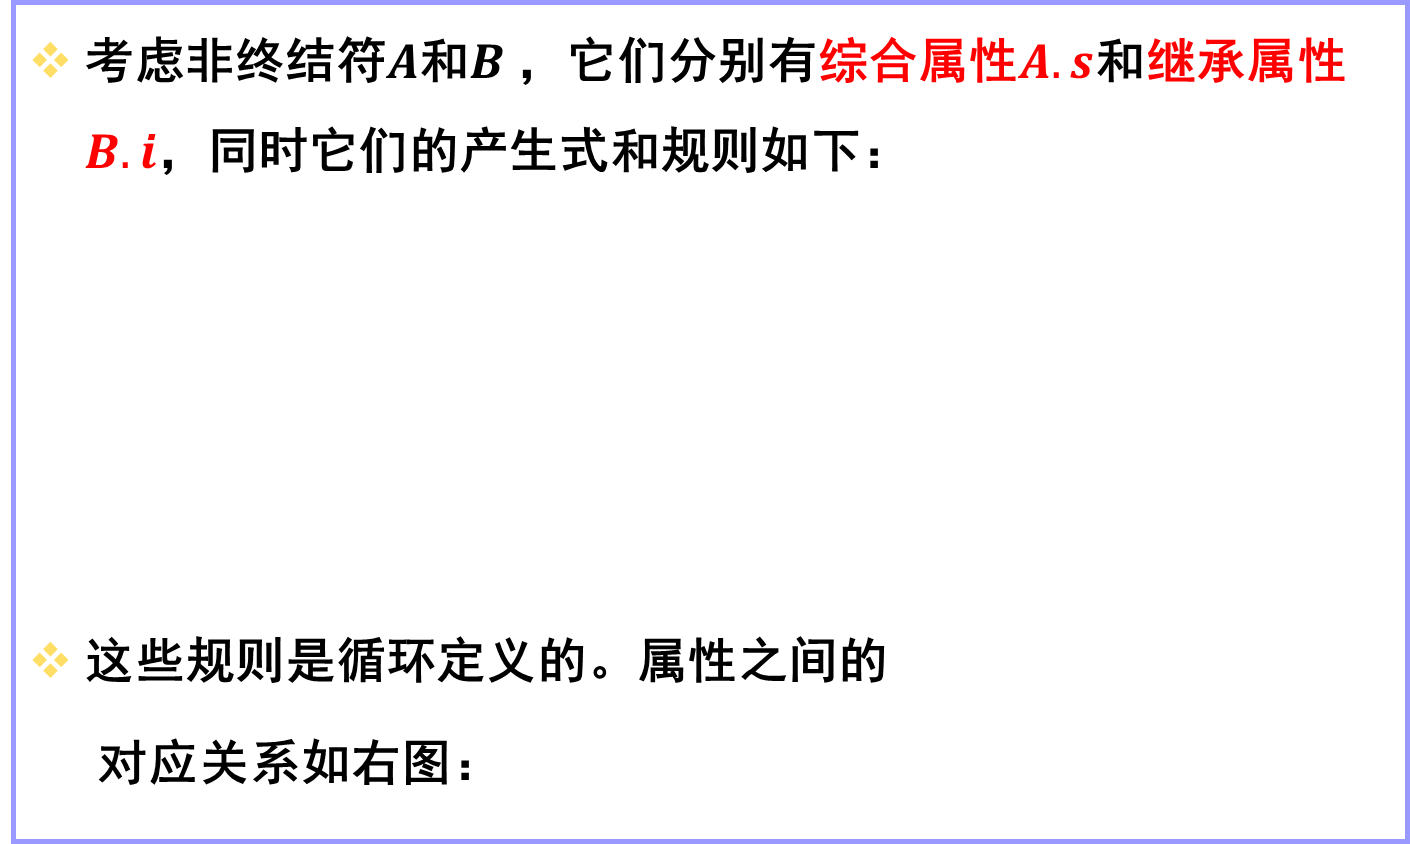 考虑非终结符A和B，它们分别有综合属性A.s和继承属性
B.i，同时它们的产生式和规则如下：
这些规则是循环定义的。属性之间的
对应关系如右图：